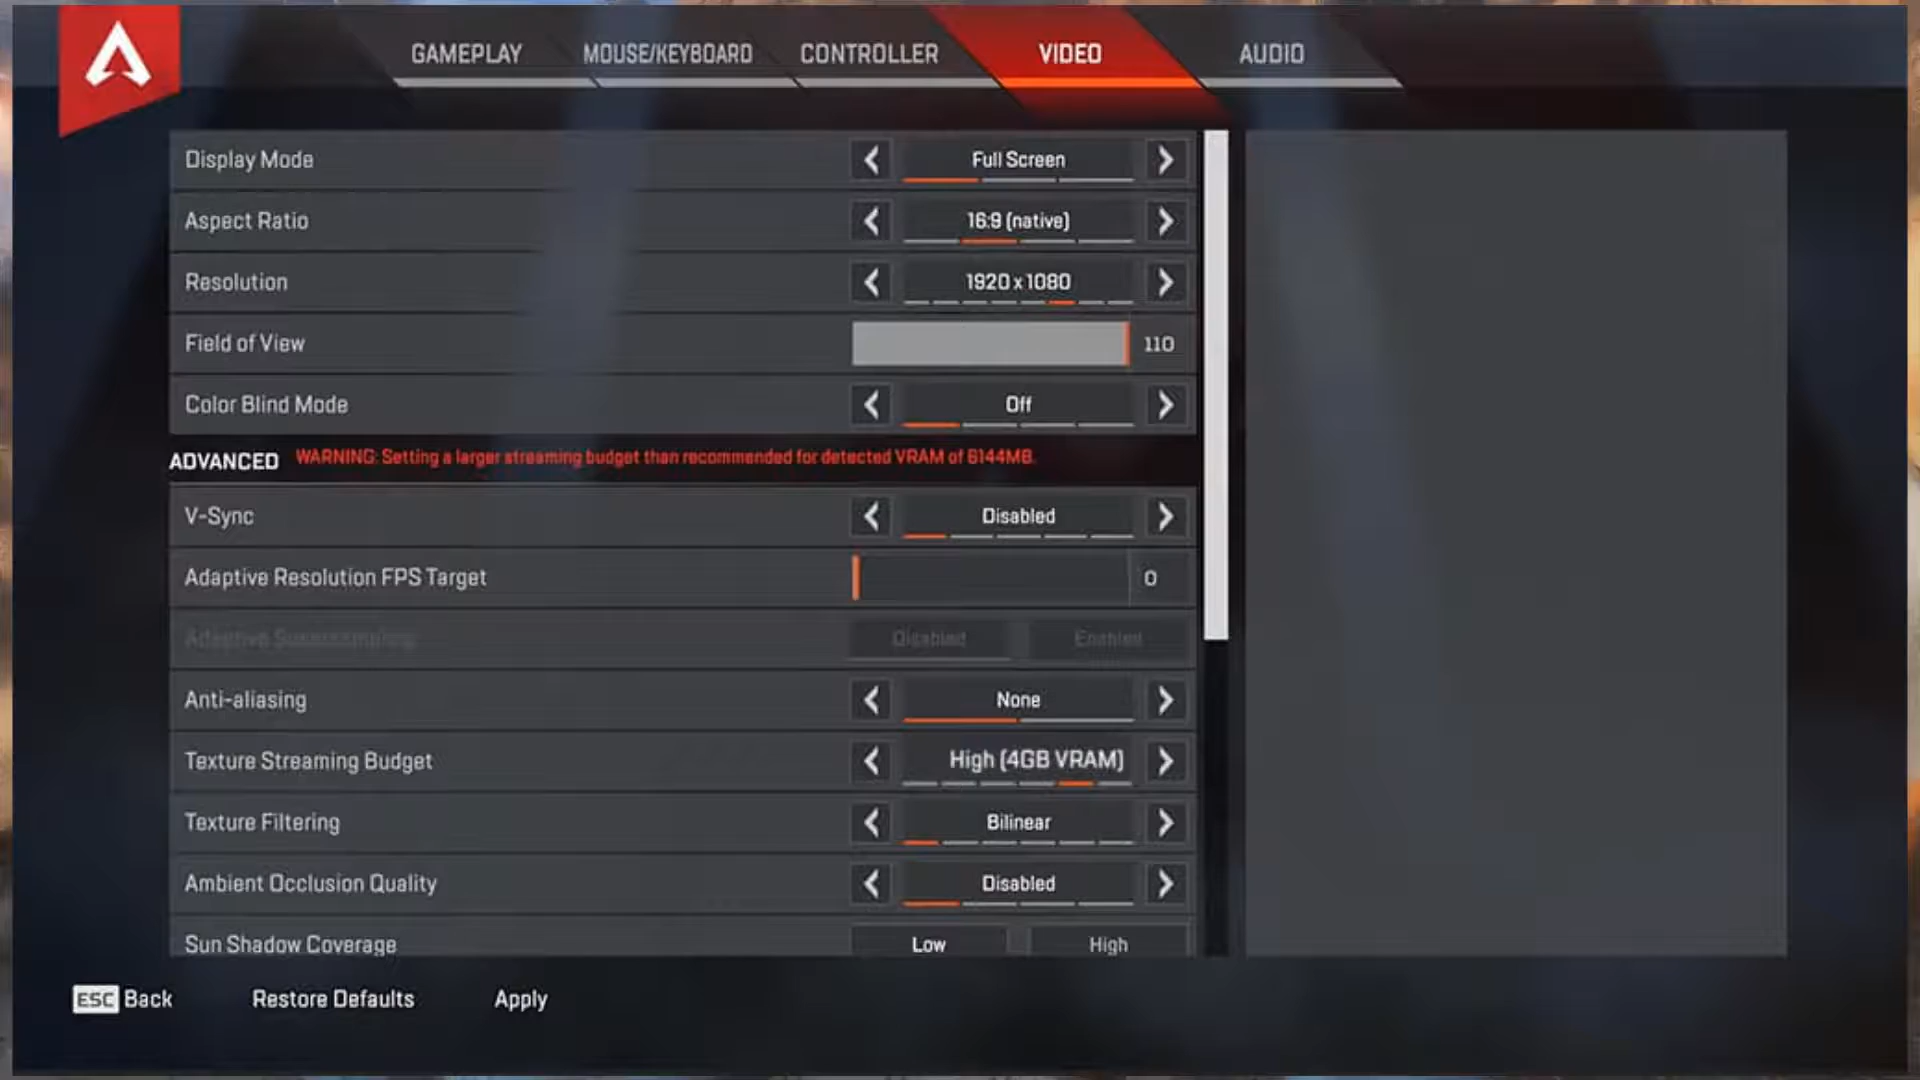 GAMEPLAY
MOUSE/KEYBOARD
CONTROLLER
VIDEO
AUDIO
Display Mode
Full Screen
Aspect Ratio
16:9 (native)
Resolution
1920 x 1080
Field of View
110
Color Blind Mode
Off
ADVANCED
WARNING: Setting a larger streaming budget than recommended for detected VRAM of 6144MB.
V-Sync
Disabled
Adaptive Resolution FPS Target
0
Adaptive Supersampling
Disabled
Enabled
Anti-aliasing
None
Texture Streaming Budget
High (4GB VRAM)
Texture Filtering
Bilinear
Ambient Occlusion Quality
Disabled
Sun Shadow Coverage
Low
High
ESC Back
Restore Defaults
Apply